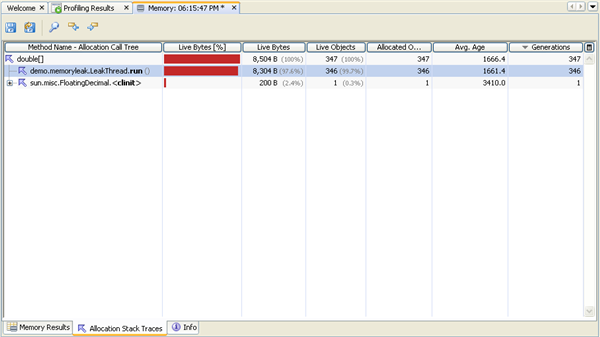 Welcome Profiling Results Memory: 06:15:47 PM *
Method Name - Allocation Call Tree Live Bytes [%] Live Bytes Live Objects Allocated O... Avg. Age Generations
double[] 8,504 B (100%) 347 (100%) 347 1666.4 347
demo.memoryleak.LeakThread.run () 8,304 B (97.6%) 346 (99.7%) 346 1661.4 346
sun.misc.FloatingDecimal.<clinit> 200 B (2.4%) 1 (0.3%) 1 3410.0 1
Memory Results Allocation Stack Traces Info